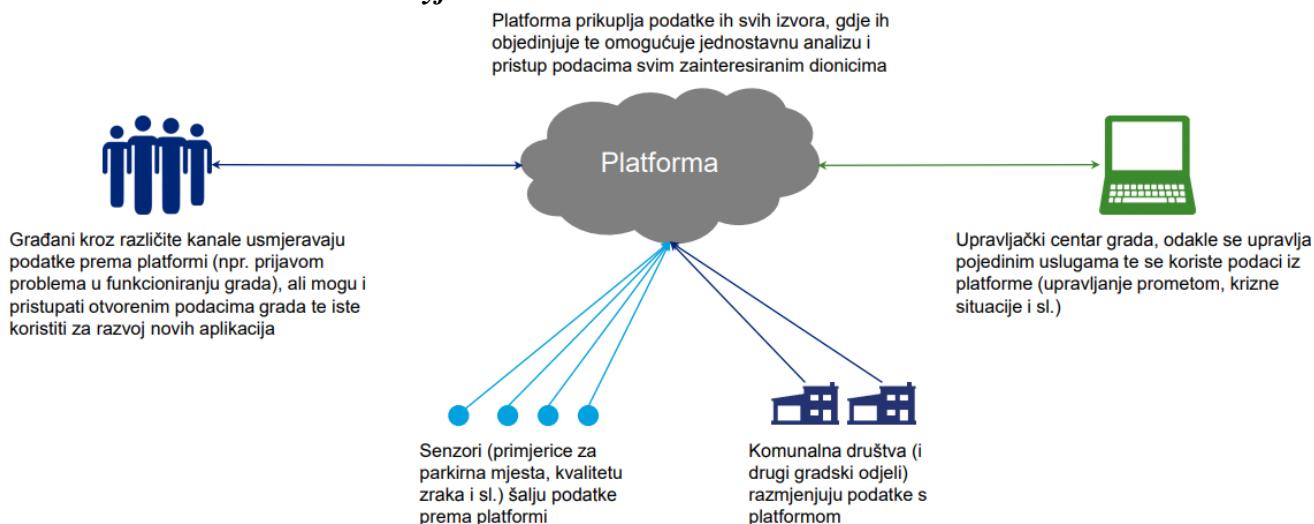 Platforma prikuplja podatke ih svih izvora, gdje ih
objedinjuje te omogućuje jednostavnu analizu i
pristup podacima svim zainteresiranim dionicima
Platforma
Građani kroz različite kanale usmjeravaju
podatke prema platformi (npr. prijavom
problema u funkcioniranju grada), ali mogu i
pristupati otvorenim podacima grada te iste
koristiti za razvoj novih aplikacija
Upravljački centar grada, odakle se upravlja
pojedinim uslugama te se koriste podaci iz
platforme (upravljanje prometom, krizne
situacije i sl.)
Senzori (primjerice za
parkirna mjesta, kvalitetu
zraka i sl.) šalju podatke
prema platformi
Komunalna društva (i
drugi gradski odjeli)
razmjenjuju podatke s
platformom